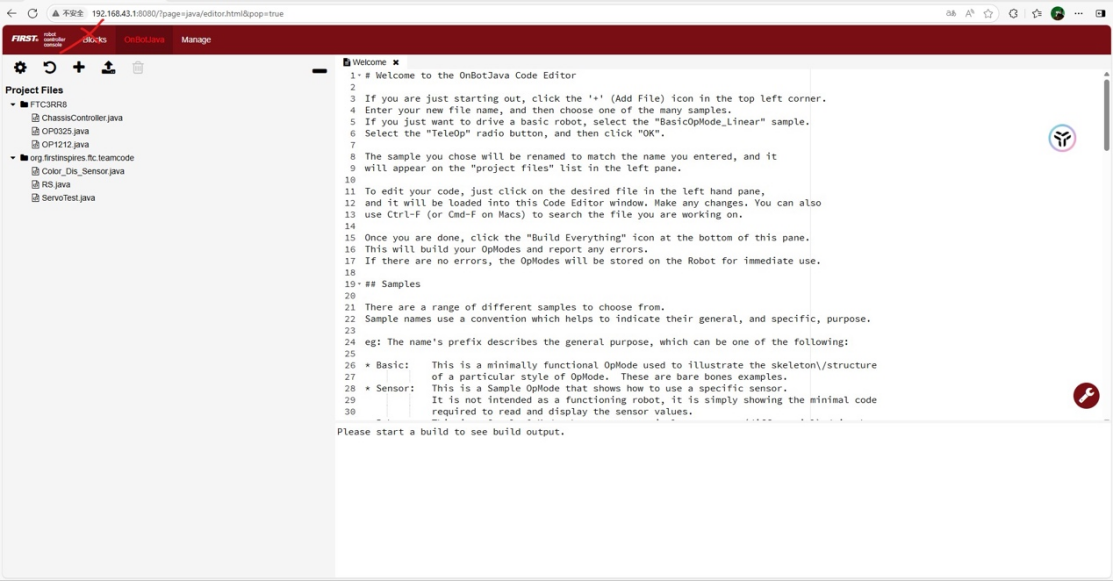 不安全 192.168.43.1:8080/?page=java/editor.html&pop=true
FIRST. robot controller console Blocks OnBotJava Manage
Project Files
FTC3RR8
ChassisController.java
OP0325.java
OP1212.java
org.firstinspires.ftc.teamcode
Color_Dis_Sensor.java
RS.java
ServoTest.java
Welcome
1 # Welcome to the OnBotJava Code Editor
2
3 If you are just starting out, click the '+' (Add File) icon in the top left corner.
4 Enter your new file name, and then choose one of the many samples.
5 If you just want to drive a basic robot, select the "BasicOpMode_Linear" sample.
6 Select the "TeleOp" radio button, and then click "OK".
7
8 The sample you chose will be renamed to match the name you entered, and it
9 will appear on the "project files" list in the left pane.
10
11 To edit your code, just click on the desired file in the left hand pane,
12 and it will be loaded into this Code Editor window. Make any changes. You can also
13 use Ctrl-F (or Cmd-F on Macs) to search the file you are working on.
14
15 Once you are done, click the "Build Everything" icon at the bottom of this pane.
16 This will build your OpModes and report any errors.
17 If there are no errors, the OpModes will be stored on the Robot for immediate use.
18
19 ## Samples
20
21 There are a range of different samples to choose from.
22 Sample names use a convention which helps to indicate their general, and specific, purpose.
23
24 eg: The name's prefix describes the general purpose, which can be one of the following:
25
26 * Basic: This is a minimally functional OpMode used to illustrate the skeleton\/structure
27 of a particular style of OpMode. These are bare bones examples.
28 * Sensor: This is a Sample OpMode that shows how to use a specific sensor.
29 It is not intended as a functioning robot, it is simply showing the minimal code
30 required to read and display the sensor values.
Please start a build to see build output.